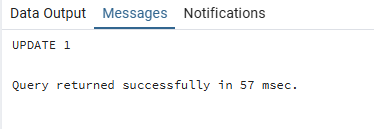 Data Output Messages Notifications
UPDATE 1
Query returned successfully in 57 msec.